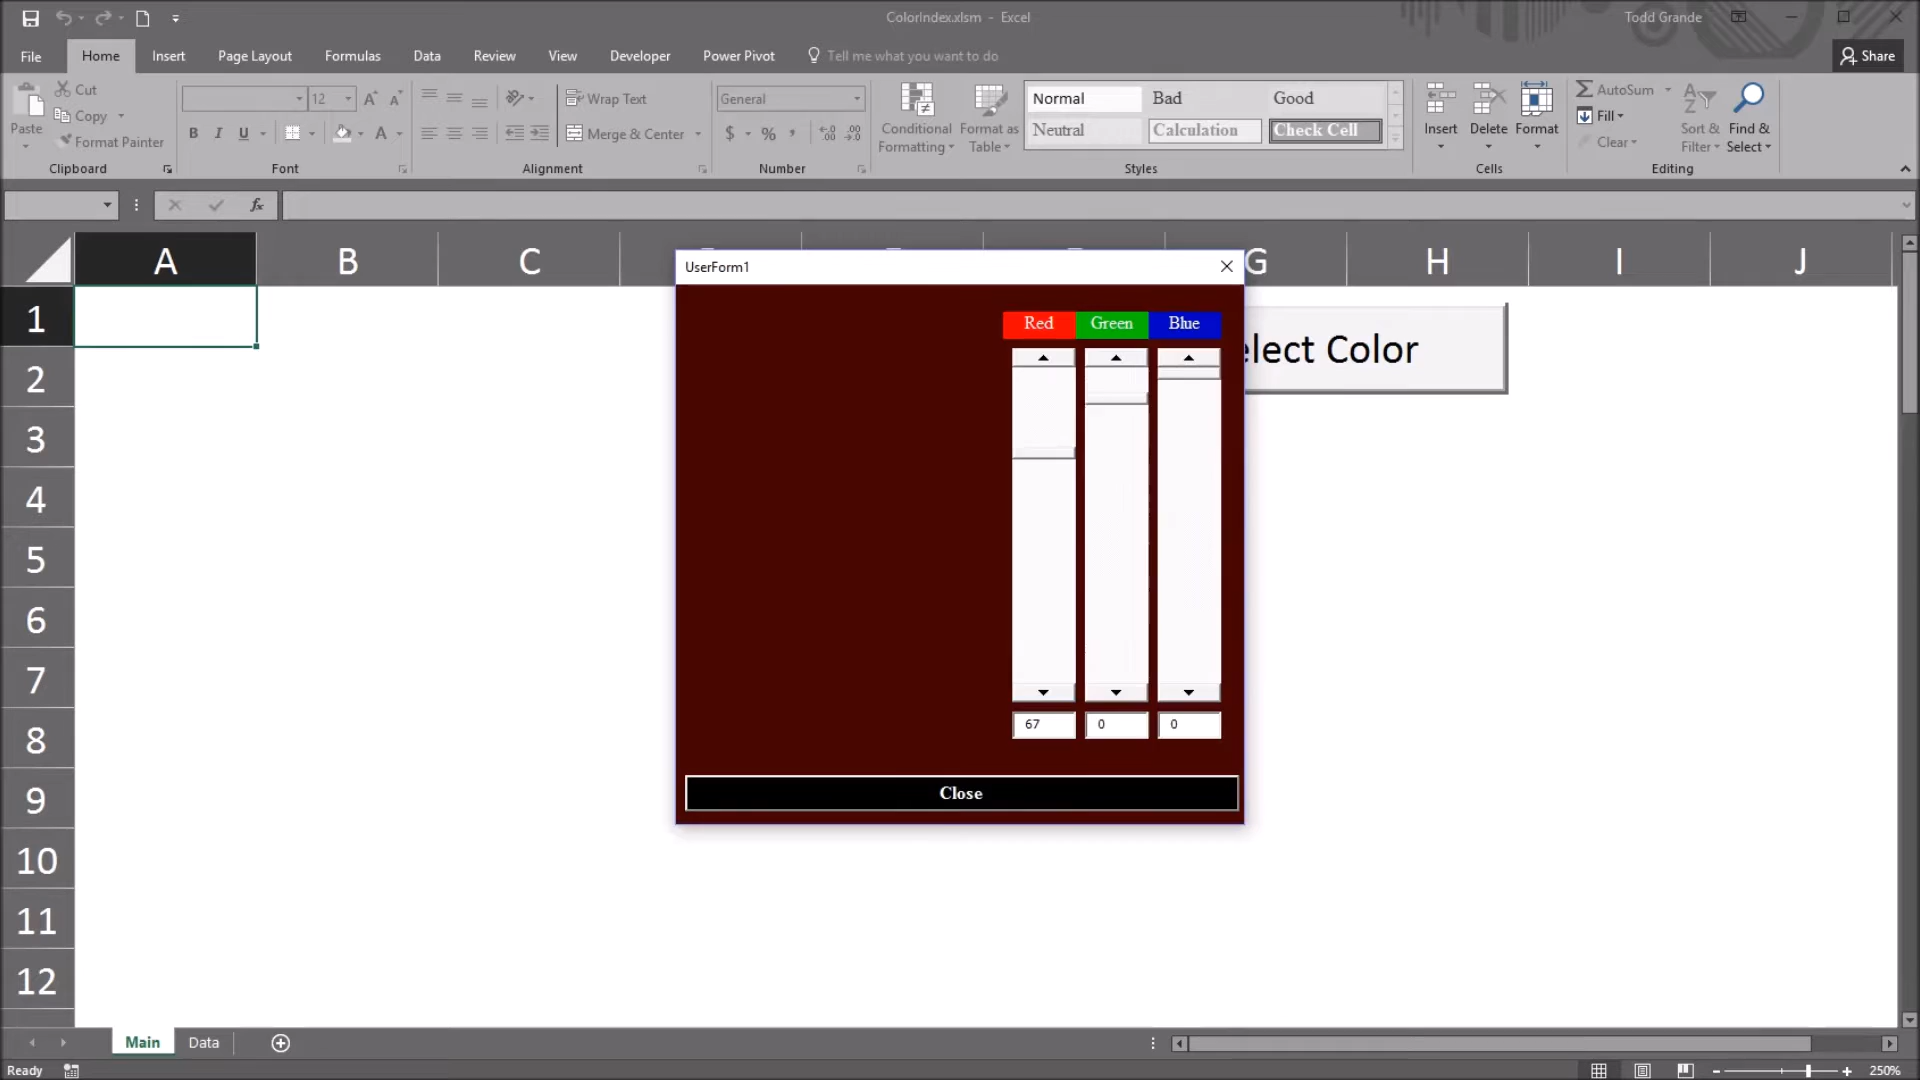 ColorIndex.xlsm - Excel
Todd Grande
File Home Insert Page Layout Formulas Data Review View Developer Power Pivot Tell me what you want to do
Share
Paste
Cut
Copy
Format Painter
Clipboard
12
B I U A
Font
Wrap Text
Merge & Center
Alignment
General
$ % ,
Number
Conditional
Formatting
Format as
Table
Normal Bad Good
Neutral Calculation Check Cell
Styles
Insert Delete Format
Cells
AutoSum
Fill
Clear
Sort &
Filter
Find &
Select
Editing
fx
A B C G H I J
1
2
3
4
5
6
7
8
9
10
11
12
elect Color
UserForm1
Red Green Blue
67 0 0
Close
Main Data
Ready
250%